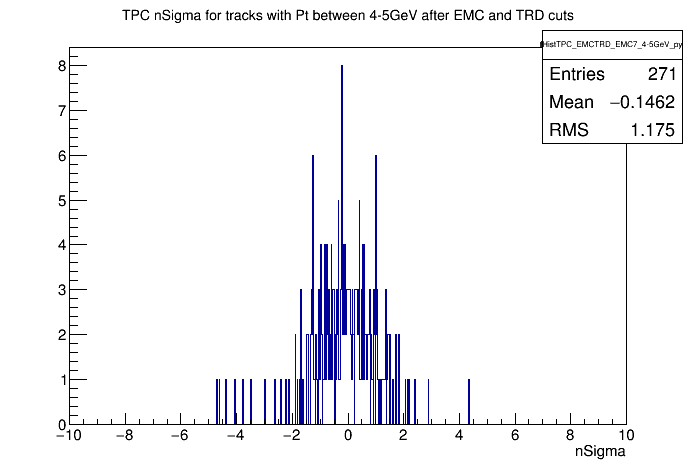 TPC nSigma for tracks with Pt between 4-5GeV after EMC and TRD cuts
HistTPC_EMCTRD_EMC7_4-5GeV_py
Entries 271
Mean −0.1462
RMS 1.175
8
7
6
5
4
3
2
1
0
−10 −8 −6 −4 −2 0 2 4 6 8 10
nSigma